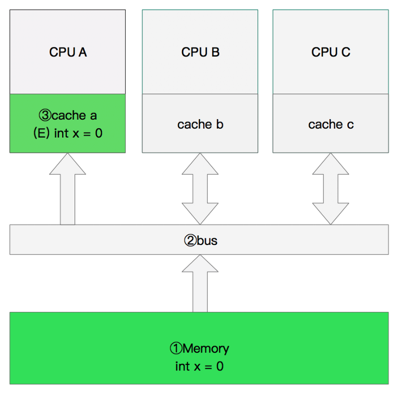 CPU A
CPU B
CPU C
③cache a
(E) int x = 0
cache b
cache c
②bus
①Memory
int x = 0